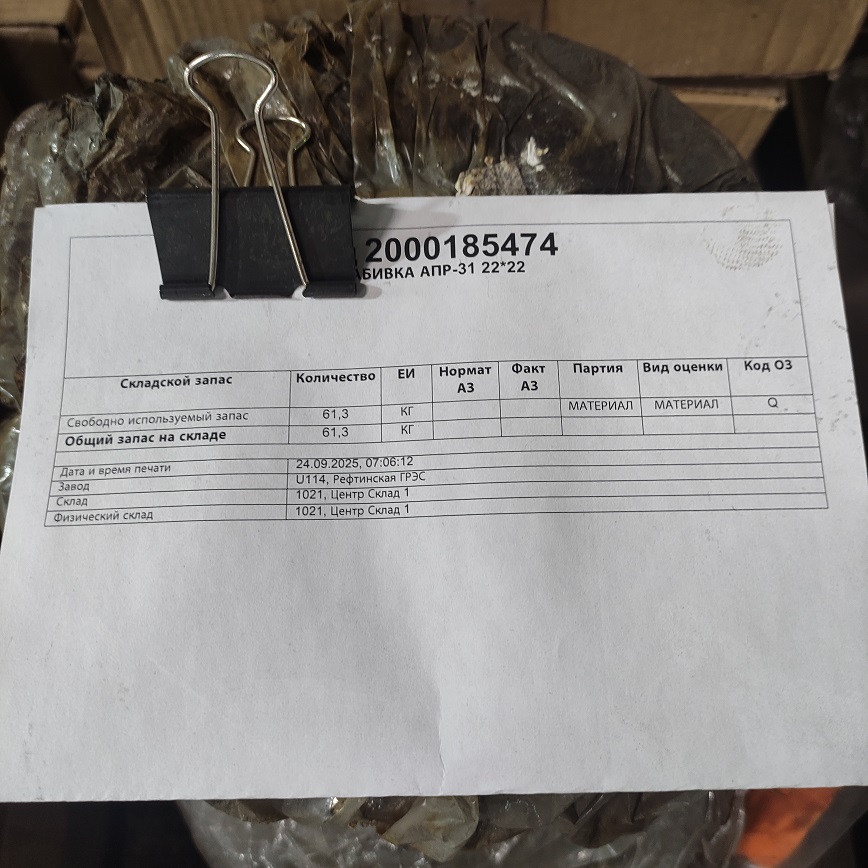 2000185474
АБИВКА АПР-31 22*22
Складской запас Количество ЕИ Нормат АЗ Факт АЗ Партия Вид оценки Код ОЗ
Свободно используемый запас 61,3 КГ МАТЕРИАЛ МАТЕРИАЛ Q
Общий запас на складе 61,3 КГ
Дата и время печати 24.09.2025, 07:06:12
Завод U114, Рефтинская ГРЭС
Склад 1021, Центр Склад 1
Физический склад 1021, Центр Склад 1